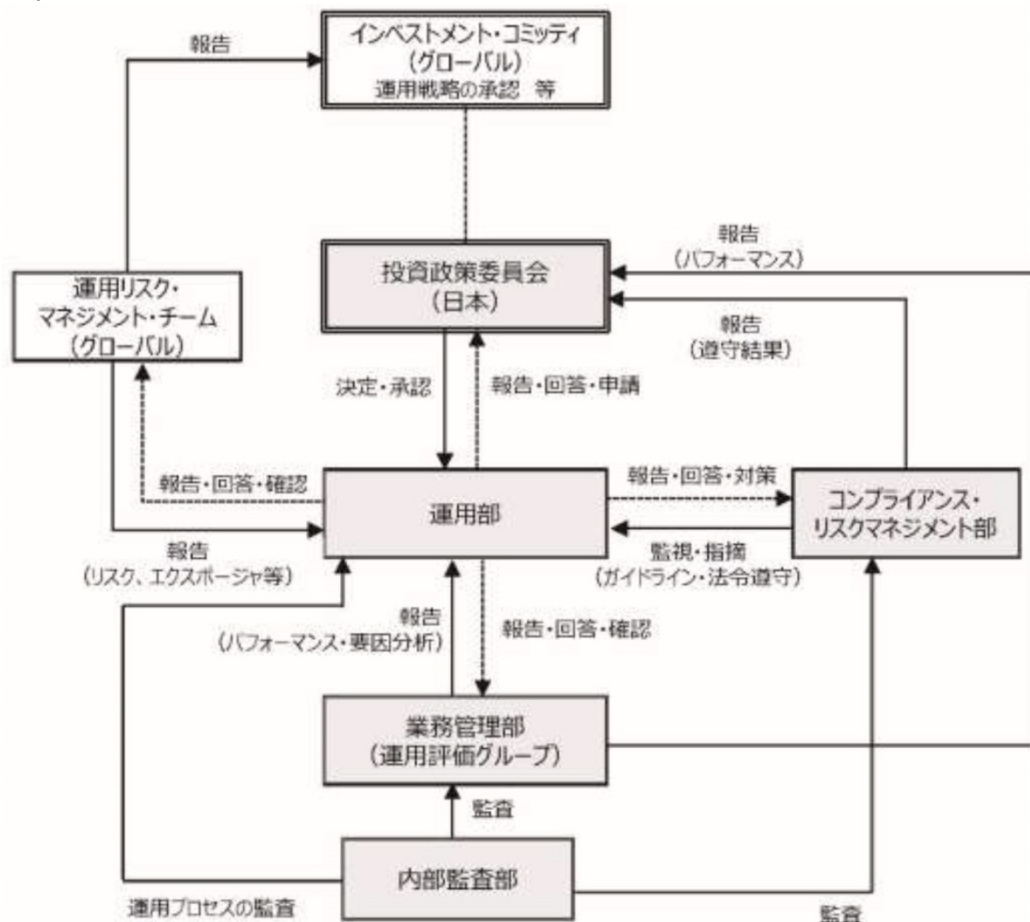 報告
インベストメント・コミッティ
(グローバル)
運用戦略の承認 等
運用リスク・
マネジメント・チーム
(グローバル)
投資政策委員会
(日本)
報告
(パフォーマンス)
報告
(遵守結果)
決定・承認
報告・回答・申請
報告・回答・確認
運用部
報告・回答・対策
コンプライアンス・
リスクマネジメント部
報告
(リスク、エクスポージャ等)
監視・指摘
(ガイドライン・法令遵守)
報告
(パフォーマンス・要因分析)
報告・回答・確認
業務管理部
(運用評価グループ)
監査
内部監査部
運用プロセスの監査
監査